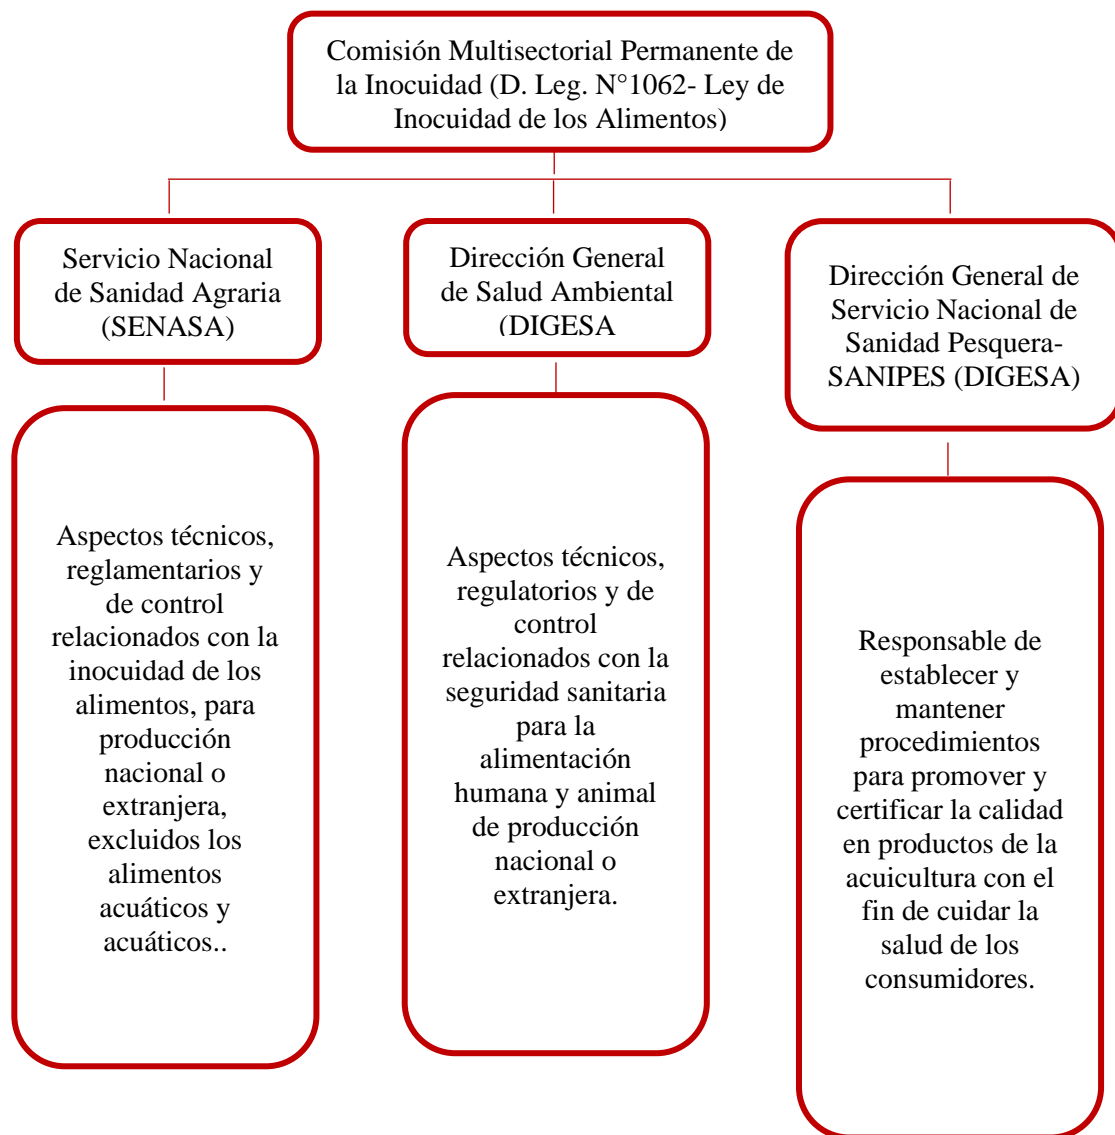 Comisión Multisectorial Permanente de
la Inocuidad (D. Leg. N°1062- Ley de
Inocuidad de los Alimentos)
Servicio Nacional
de Sanidad Agraria
(SENASA)
Dirección General
de Salud Ambiental
(DIGESA
Dirección General de
Servicio Nacional de
Sanidad Pesquera-
SANIPES (DIGESA)
Aspectos técnicos,
reglamentarios y
de control
relacionados con la
inocuidad de los
alimentos, para
producción
nacional o
extranjera,
excluidos los
alimentos
acuáticos y
acuáticos..
Aspectos técnicos,
regulatorios y de
control
relacionados con la
seguridad sanitaria
para la
alimentación
humana y animal
de producción
nacional o
extranjera.
Responsable de
establecer y
mantener
procedimientos
para promover y
certificar la calidad
en productos de la
acuicultura con el
fin de cuidar la
salud de los
consumidores.